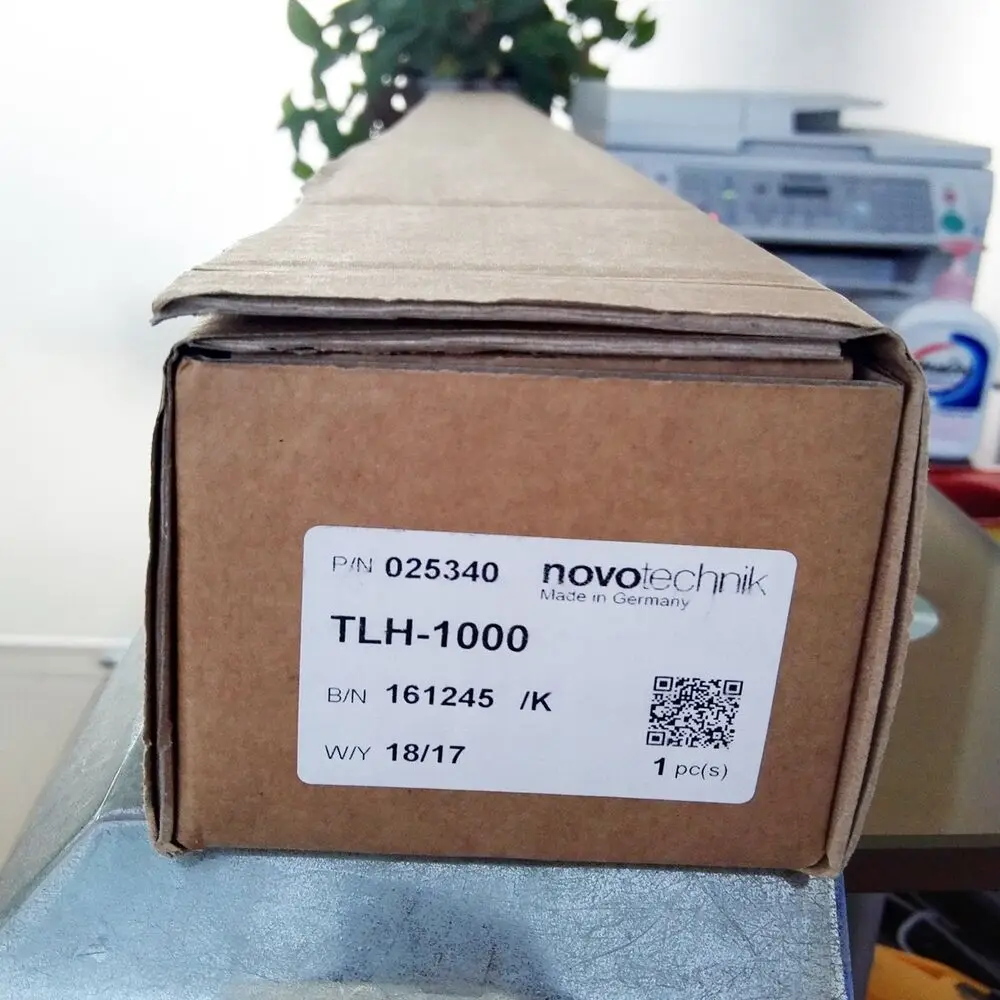 P/N 025340 novotechnik
Made in Germany
TLH-1000
B/N 161245 /K
W/Y 18/17
1 pc(s)